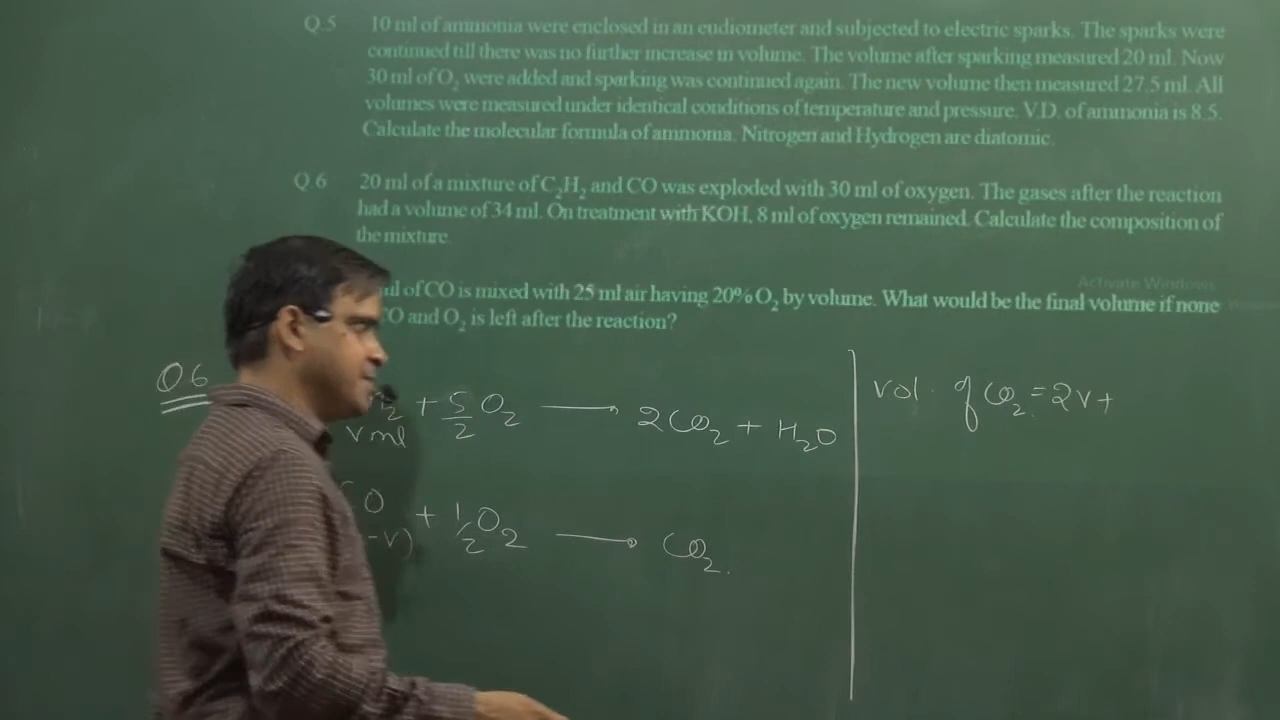 Q.5 10 ml of ammonia were enclosed in an eudiometer and subjected to electric sparks. The sparks were
continued till there was no further increase in volume. The volume after sparking measured 20 ml. Now
30 ml of O₂ were added and sparking was continued again. The new volume then measured 27.5 ml. All
volumes were measured under identical conditions of temperature and pressure. V.D. of ammonia is 8.5.
Calculate the molecular formula of ammonia. Nitrogen and Hydrogen are diatomic.
Q.6 20 ml of a mixture of C₂H₂ and CO was exploded with 30 ml of oxygen. The gases after the reaction
had a volume of 34 ml. On treatment with KOH, 8 ml of oxygen remained. Calculate the composition of
the mixture.
Activate Windows
ml of CO is mixed with 25 ml air having 20% O₂ by volume. What would be the final volume if none
O and O₂ is left after the reaction?
Q6
₂ + 5/2 O₂ → 2CO₂ + H₂O
v ml
O + 1/2 O₂ → CO₂.
-v)
vol. of CO₂ = 2v +